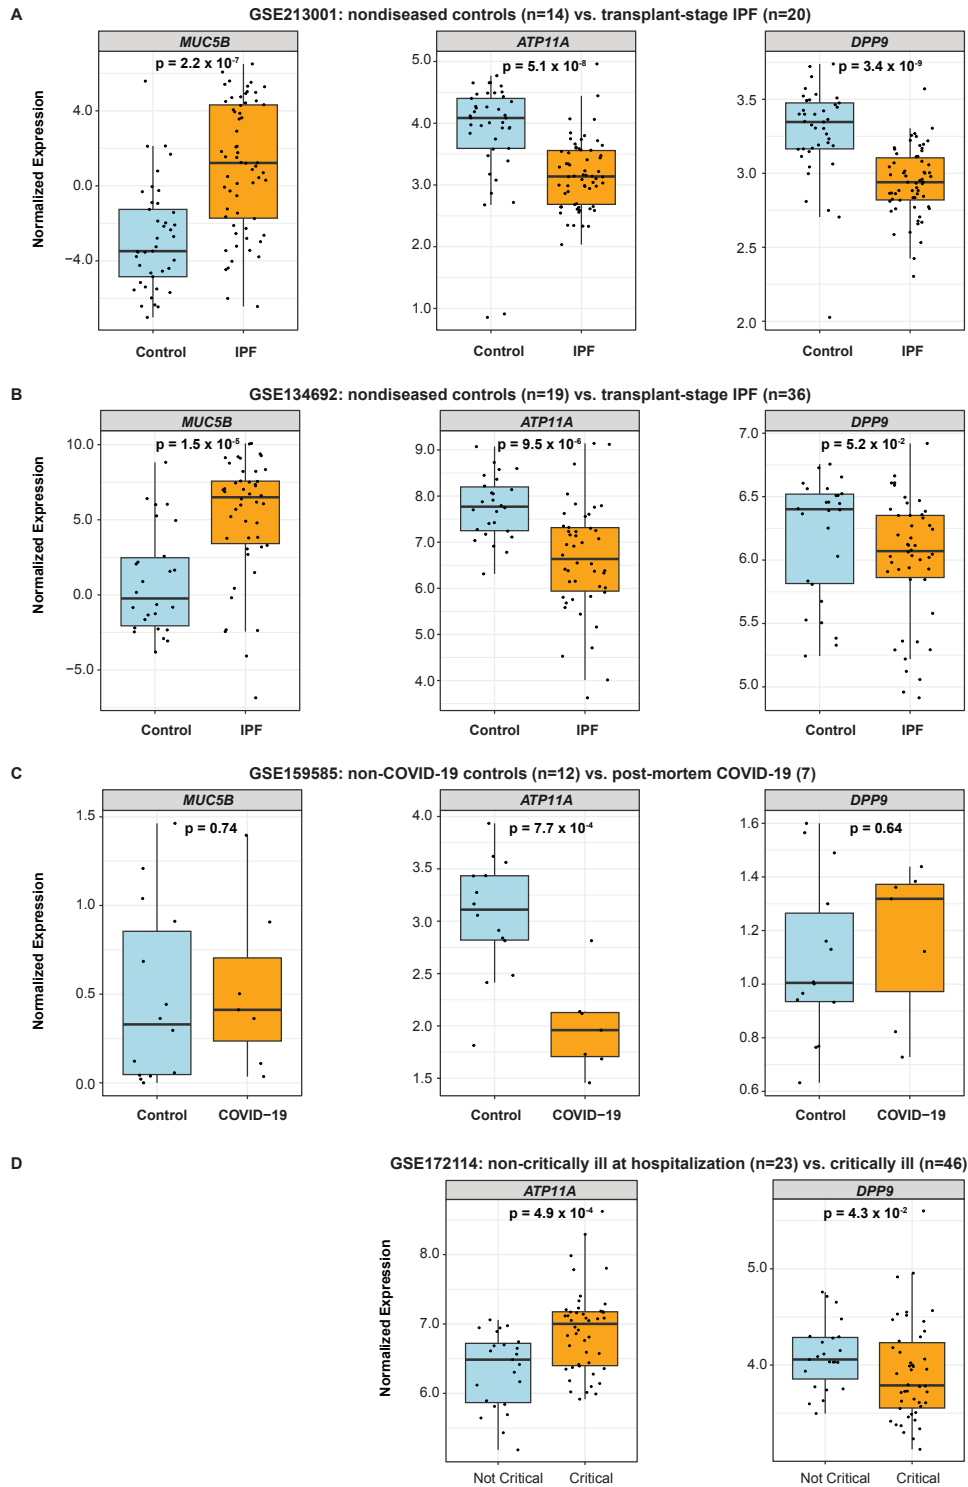 A
GSE213001: nondiseased controls (n=14) vs. transplant-stage IPF (n=20)
MUC5B
p = 2.2 x 10-7
Normalized Expression
4.0
0.0
−4.0
Control
IPF
ATP11A
p = 5.1 x 10-8
5.0
4.0
3.0
2.0
1.0
Control
IPF
DPP9
p = 3.4 x 10-9
3.5
3.0
2.5
2.0
Control
IPF
B
GSE134692: nondiseased controls (n=19) vs. transplant-stage IPF (n=36)
MUC5B
p = 1.5 x 10-5
Normalized Expression
10.0
5.0
0.0
−5.0
Control
IPF
ATP11A
p = 9.5 x 10-6
9.0
8.0
7.0
6.0
5.0
4.0
Control
IPF
DPP9
p = 5.2 x 10-2
7.0
6.5
6.0
5.5
5.0
Control
IPF
C
GSE159585: non-COVID-19 controls (n=12) vs. post-mortem COVID-19 (7)
MUC5B
p = 0.74
Normalized Expression
1.5
1.0
0.5
0.0
Control
COVID−19
ATP11A
p = 7.7 x 10-4
4.0
3.5
3.0
2.5
2.0
1.5
Control
COVID−19
DPP9
p = 0.64
1.6
1.4
1.2
1.0
0.8
0.6
Control
COVID−19
D
GSE172114: non-critically ill at hospitalization (n=23) vs. critically ill (n=46)
ATP11A
p = 4.9 x 10-4
Normalized Expression
8.0
7.0
6.0
Not Critical
Critical
DPP9
p = 4.3 x 10-2
5.0
4.0
Not Critical
Critical